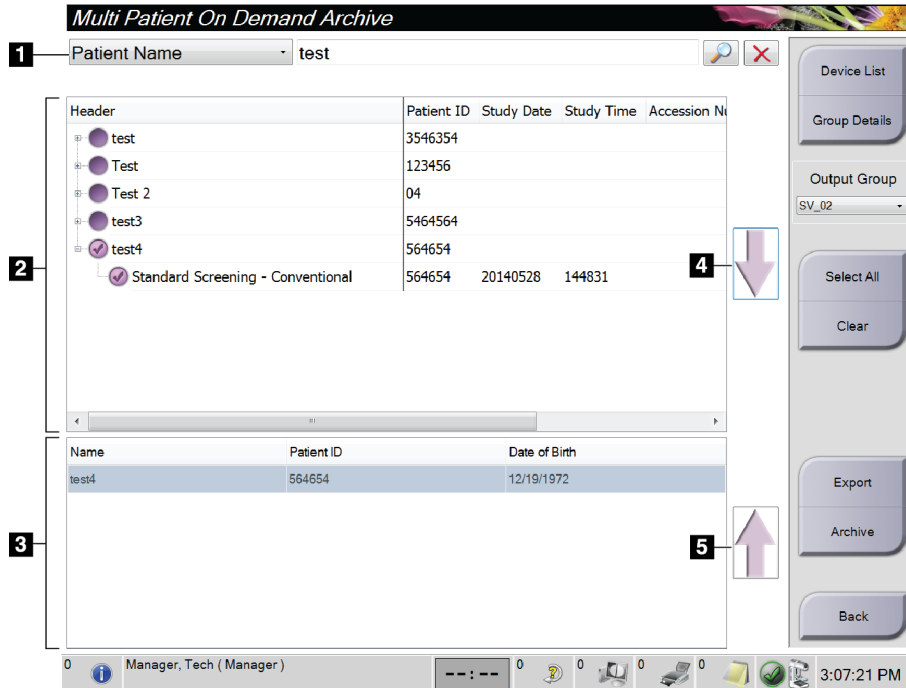 Multi Patient On Demand Archive
1
Patient Name
test
Device List
Group Details
Output Group
SV_02
Select All
Clear
Export
Archive
Back
2
Header Patient ID Study Date Study Time Accession Nu
test 3546354
Test 123456
Test 2 04
test3 5464564
test4 564654
Standard Screening - Conventional 564654 20140528 144831
4
3
Name Patient ID Date of Birth
test4 564654 12/19/1972
5
0 Manager, Tech ( Manager ) --:-- 0 0 0 0 3:07:21 PM